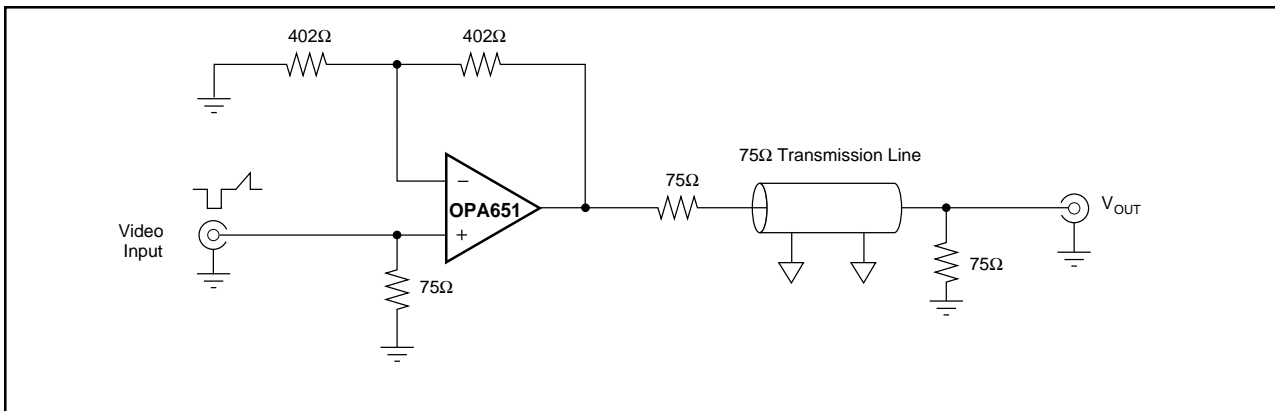 402Ω
402Ω
75Ω Transmission Line
75Ω
−
OPA651
+
V_OUT
Video
Input
75Ω
75Ω